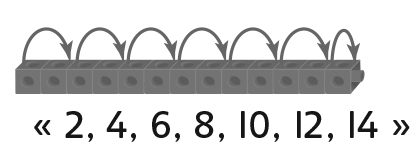 « 2, 4, 6, 8, 10, 12, 14 »